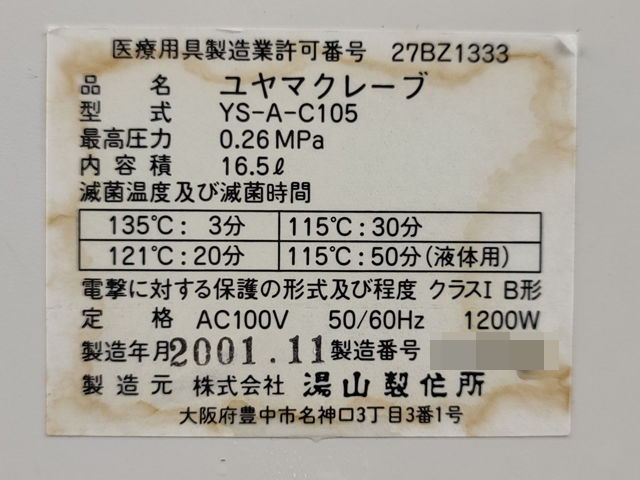 医療用具製造業許可番号 27BZ1333
品名 ユヤマクレーブ
型式 YS-A-C105
最高圧力 0.26MPa
内容積 16.5ℓ
滅菌温度及び滅菌時間
135℃: 3分 115℃:30分
121℃:20分 115℃:50分(液体用)
電撃に対する保護の形式及び程度 クラスI B形
定格 AC100V 50/60Hz 1200W
製造年月 2001.11 製造番号
製造元 株式会社 湯山製作所
大阪府豊中市名神口3丁目3番1号